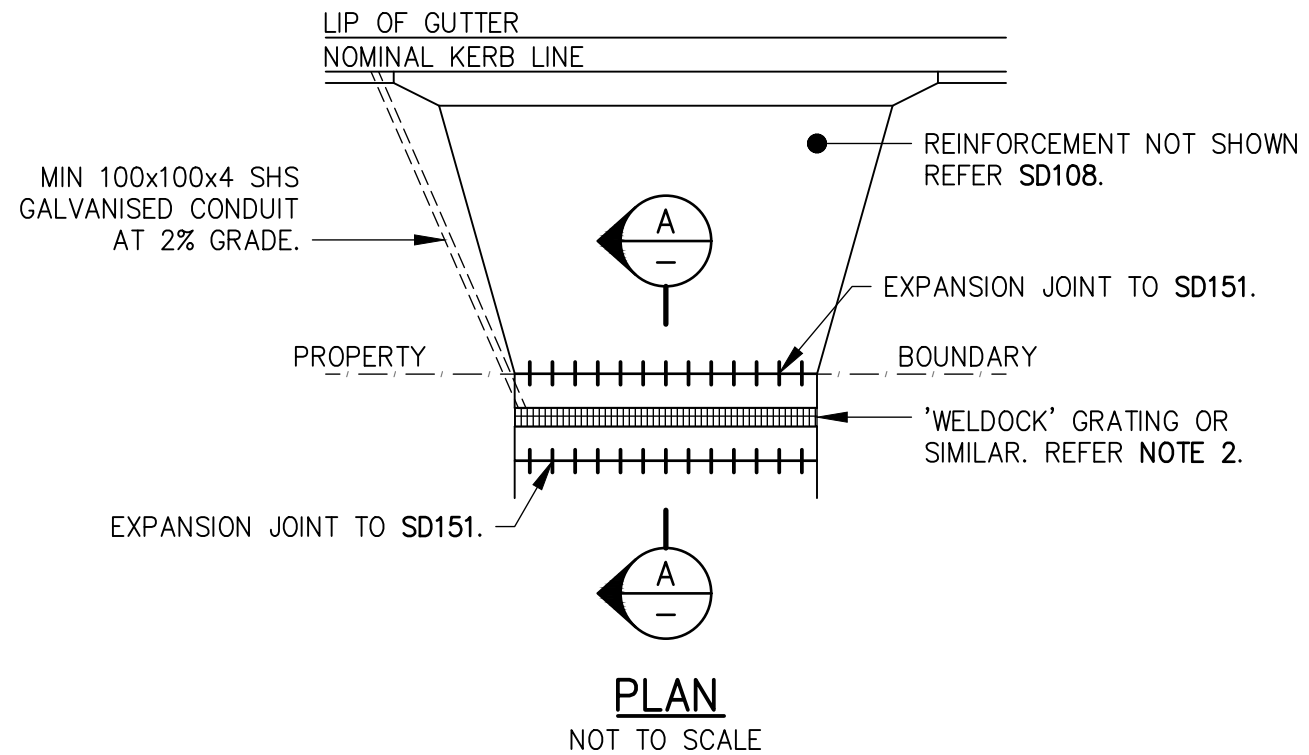 LIP OF GUTTER
NOMINAL KERB LINE
MIN 100x100x4 SHS
GALVANISED CONDUIT
AT 2% GRADE.
REINFORCEMENT NOT SHOWN
REFER SD108.
A
–
EXPANSION JOINT TO SD151.
PROPERTY
BOUNDARY
'WELDOCK' GRATING OR
SIMILAR. REFER NOTE 2.
EXPANSION JOINT TO SD151.
A
–
PLAN
NOT TO SCALE